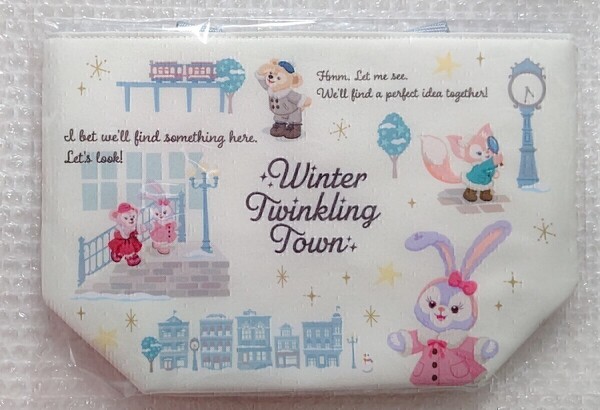 Hmm. Let me see.
We'll find a perfect idea together!
I bet we'll find something here.
Let's look!
Winter
Twinkling
Town